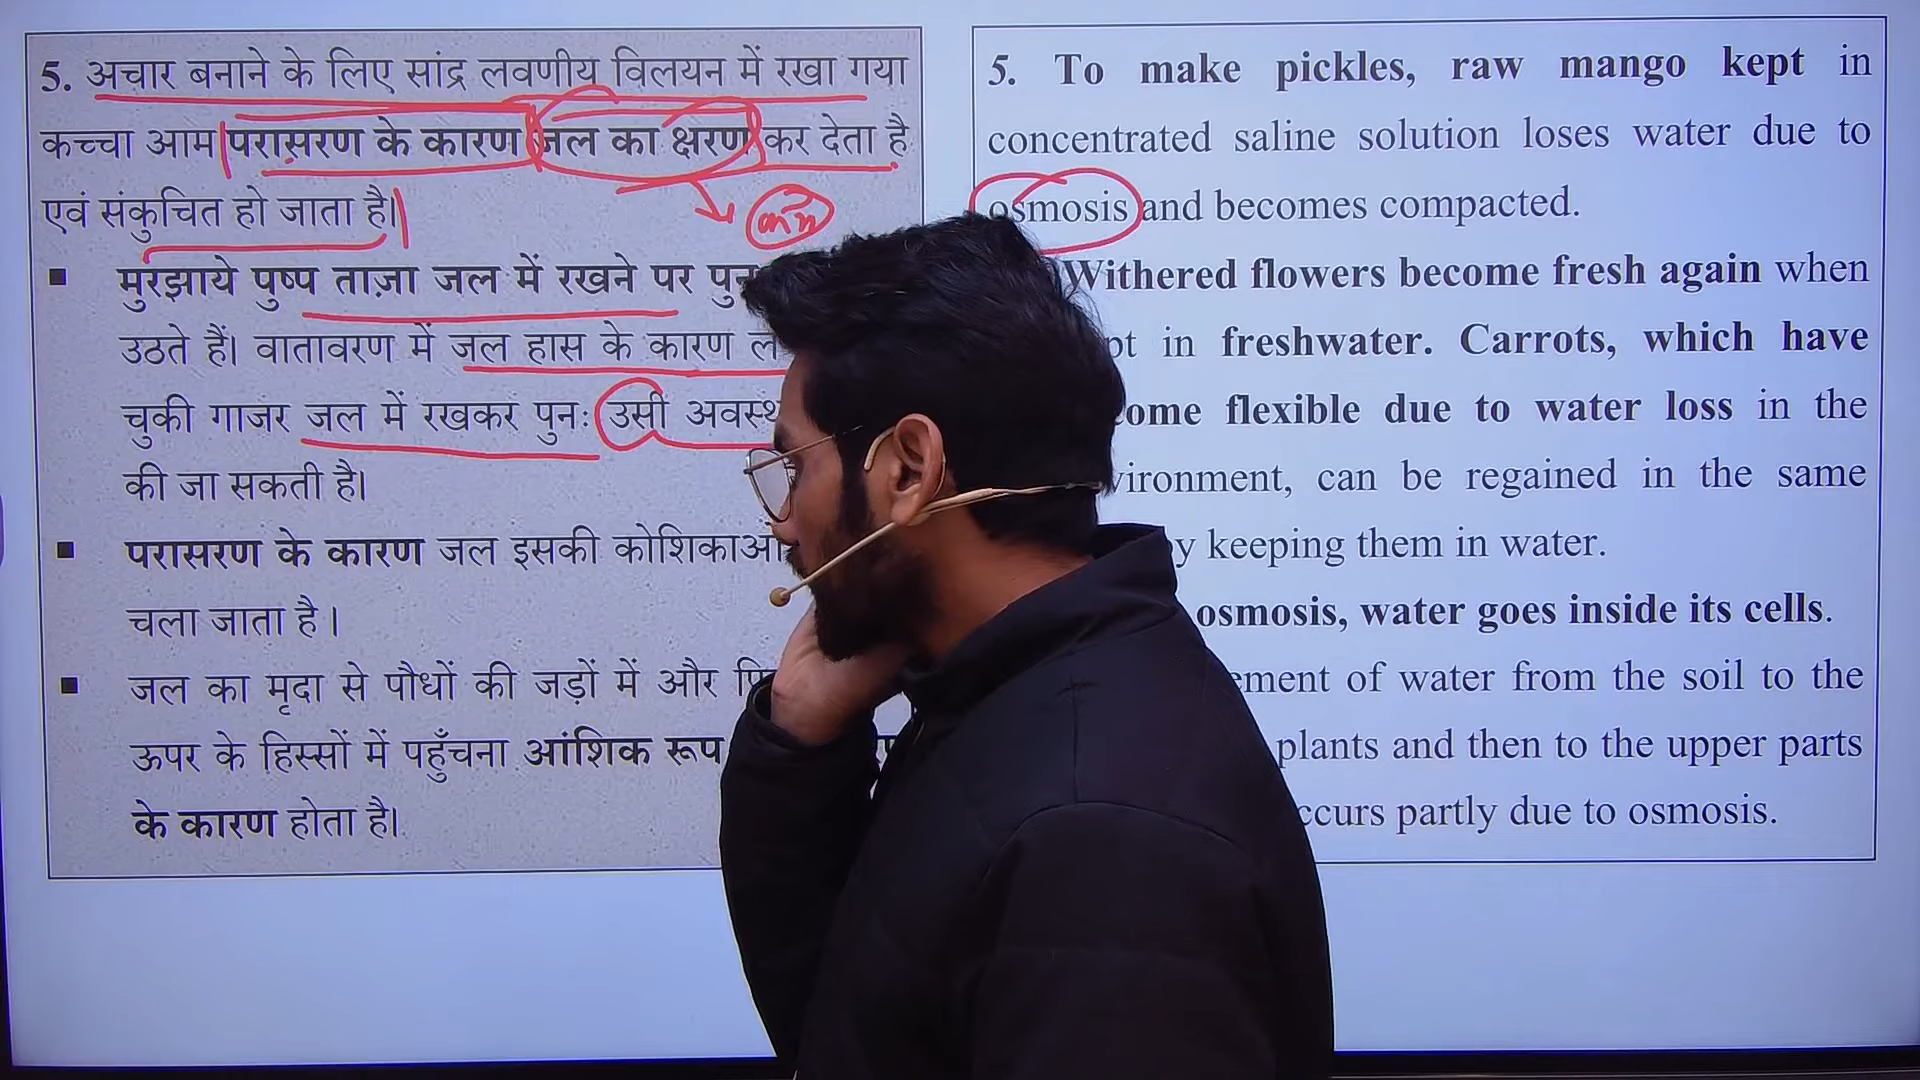 5. अचार बनाने के लिए सांद्र लवणीय विलयन में रखा गया
कच्चा आम परासरण के कारण जल का क्षरण कर देता है
एवं संकुचित हो जाता है।
▪ मुरझाये पुष्प ताज़ा जल में रखने पर
उठते हैं। वातावरण में जल ह्रास के कारण
चुकी गाजर जल में रखकर पुनः उसी
की जा सकती है।
▪ परासरण के कारण जल इसकी
चला जाता है ।
▪ जल का मृदा से पौधों की जड़ों में और
ऊपर के हिस्सों में पहुँचना आंशिक रूप
के कारण होता है।
5. To make pickles, raw mango kept in
concentrated saline solution loses water due to
osmosis and becomes compacted.
Withered flowers become fresh again when
in freshwater. Carrots, which have
flexible due to water loss in the
can be regained in the same
keeping them in water.
osmosis, water goes inside its cells.
of water from the soil to the
plants and then to the upper parts
partly due to osmosis.